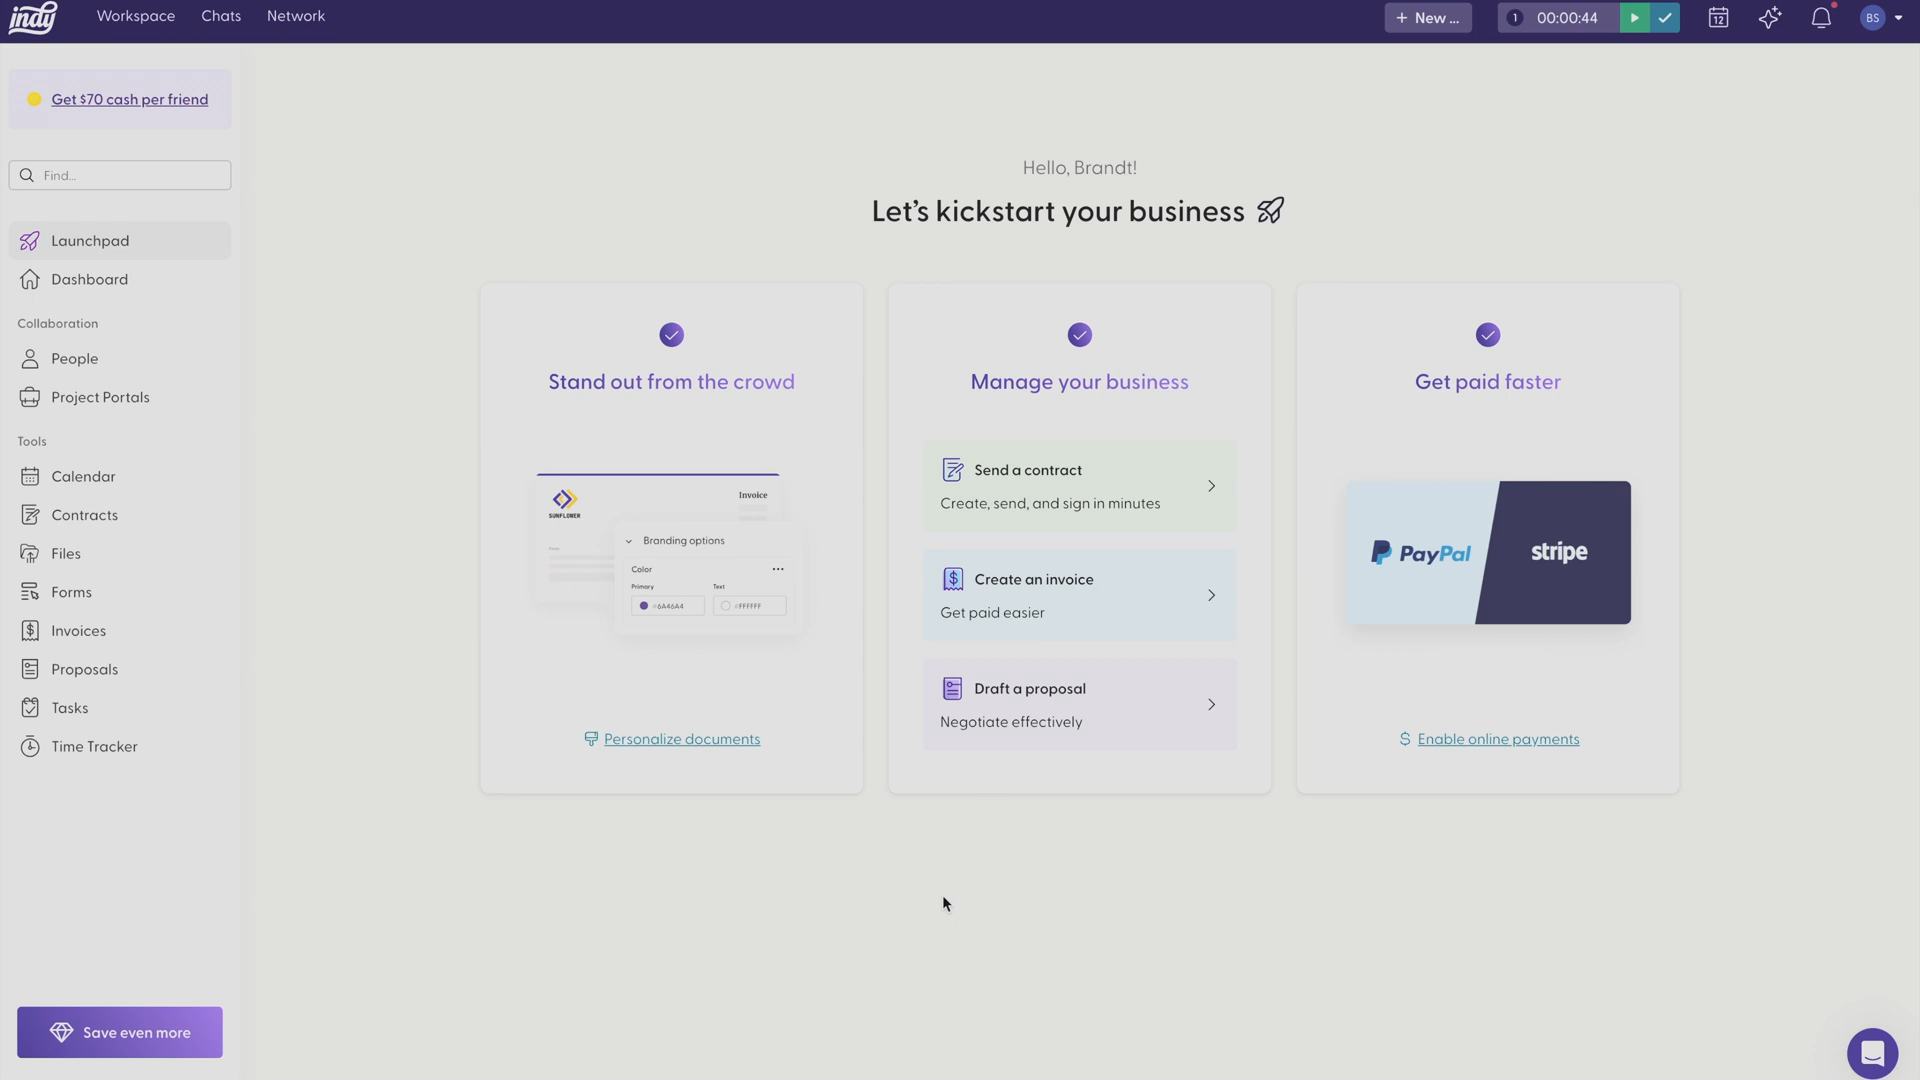 indy
Workspace
Chats
Network
+ New ...
1
00:00:44
12
BS
Get $70 cash per friend
Find...
Launchpad
Dashboard
Collaboration
People
Project Portals
Tools
Calendar
Contracts
Files
Forms
Invoices
Proposals
Tasks
Time Tracker
Save even more
Hello, Brandt!
Let's kickstart your business
Stand out from the crowd
SUNFLOWER
Invoice
Branding options
Color
Primary
Text
#6A46A4
#FFFFFF
Personalize documents
Manage your business
Send a contract
Create, send, and sign in minutes
Create an invoice
Get paid easier
Draft a proposal
Negotiate effectively
Get paid faster
PayPal
stripe
Enable online payments